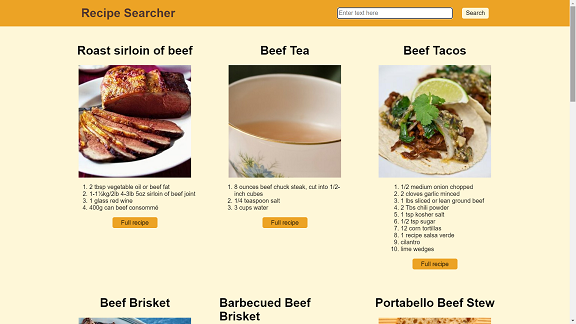 Recipe Searcher
Enter text here
Search
Roast sirloin of beef
Beef Tea
Beef Tacos
1. 2 tbsp vegetable oil or beef fat
2. 1-1½kg/2lb 4-3lb 5oz sirloin of beef joint
3. 1 glass red wine
4. 400g can beef consommé
Full recipe
1. 8 ounces beef chuck steak, cut into 1/2-
inch cubes
2. 1/4 teaspoon salt
3. 3 cups water
Full recipe
1. 1/2 medium onion chopped
2. 2 cloves garlic minced
3. 1 lbs sliced or lean ground beef
4. 2 Tbs chili powder
5. 1 tsp kosher salt
6. 1/2 tsp sugar
7. 12 corn tortillas
8. 1 recipe salsa verde
9. cilantro
10. lime wedges
Full recipe
Beef Brisket
Barbecued Beef
Brisket
Portabello Beef Stew